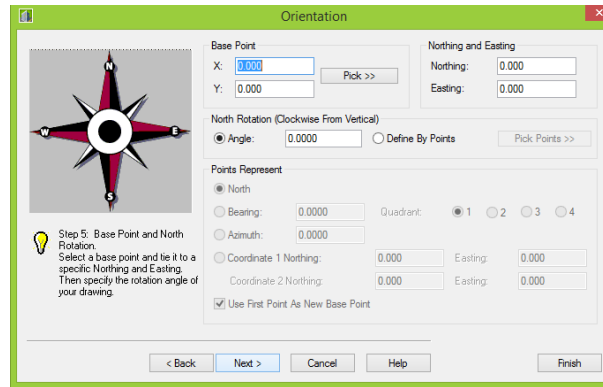 Orientation
Base Point
X: 0.000
Y: 0.000
Pick >>
Northing and Easting
Northing: 0.000
Easting: 0.000
North Rotation (Clockwise From Vertical)
Angle: 0.0000 Define By Points Pick Points >>
Points Represent
North
Bearing: 0.0000 Quadrant: 1 2 3 4
Azimuth: 0.0000
Coordinate 1 Northing: 0.000 Easting: 0.000
Coordinate 2 Northing: 0.000 Easting: 0.000
Use First Point As New Base Point
N
W E
S
Step 5: Base Point and North
Rotation.
Select a base point and tie it to a
specific Northing and Easting.
Then specify the rotation angle of
your drawing.
< Back Next > Cancel Help Finish